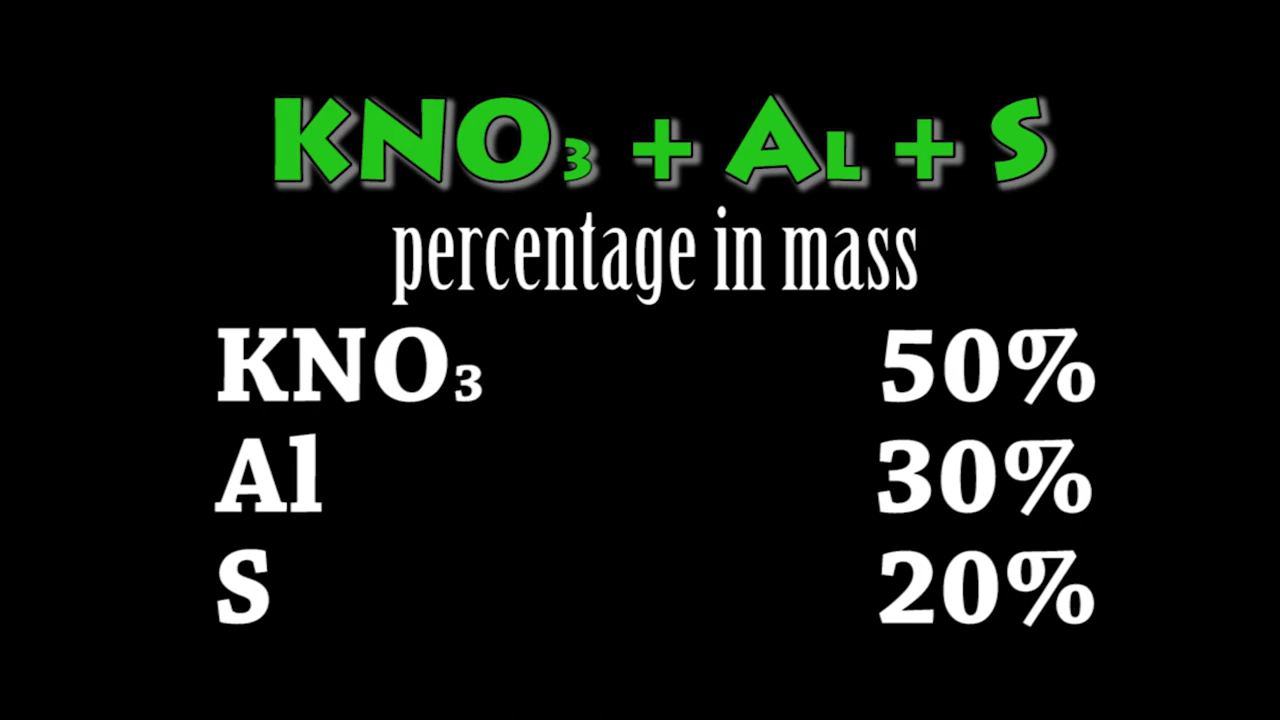 KNO₃ + AL + S
percentage in mass
KNO₃ 50%
Al 30%
S 20%